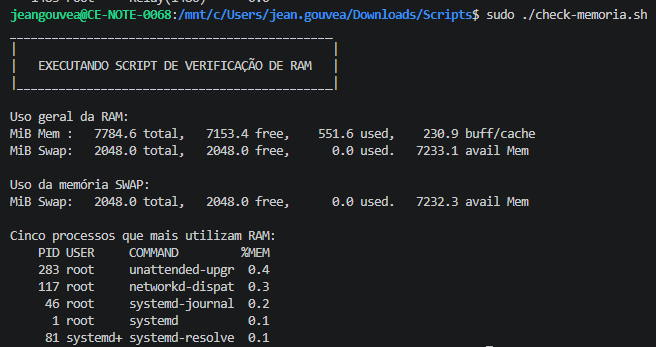 jeangouvea@CE-NOTE-0068:/mnt/c/Users/jean.gouvea/Downloads/Scripts$ sudo ./check-memoria.sh
EXECUTANDO SCRIPT DE VERIFICAÇÃO DE RAM
Uso geral da RAM:
MiB Mem :   7784.6 total,   7153.4 free,    551.6 used,    230.9 buff/cache
MiB Swap:   2048.0 total,   2048.0 free,      0.0 used.   7233.1 avail Mem
Uso da memória SWAP:
MiB Swap:   2048.0 total,   2048.0 free,      0.0 used.   7232.3 avail Mem
Cinco processos que mais utilizam RAM:
PID USER     COMMAND         %MEM
283 root     unattended-upgr  0.4
117 root     networkd-dispat  0.3
46 root     systemd-journal  0.2
1 root     systemd          0.1
81 systemd+ systemd-resolve  0.1